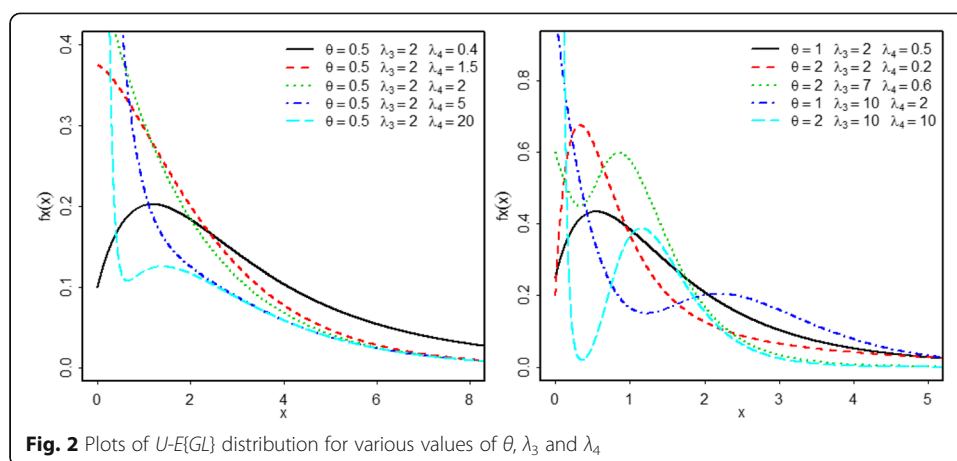 0.4
0.3
0.2
0.1
0.0
fx(x)
θ = 0.5 λ₃ = 2 λ₄ = 0.4
θ = 0.5 λ₃ = 2 λ₄ = 1.5
θ = 0.5 λ₃ = 2 λ₄ = 2
θ = 0.5 λ₃ = 2 λ₄ = 5
θ = 0.5 λ₃ = 2 λ₄ = 20
0 2 4 6 8
x
0.8
0.6
0.4
0.2
0.0
fx(x)
θ = 1 λ₃ = 2 λ₄ = 0.5
θ = 2 λ₃ = 2 λ₄ = 0.2
θ = 2 λ₃ = 7 λ₄ = 0.6
θ = 1 λ₃ = 10 λ₄ = 2
θ = 2 λ₃ = 10 λ₄ = 10
0 1 2 3 4 5
x
Fig. 2 Plots of U-E{GL} distribution for various values of θ, λ₃ and λ₄